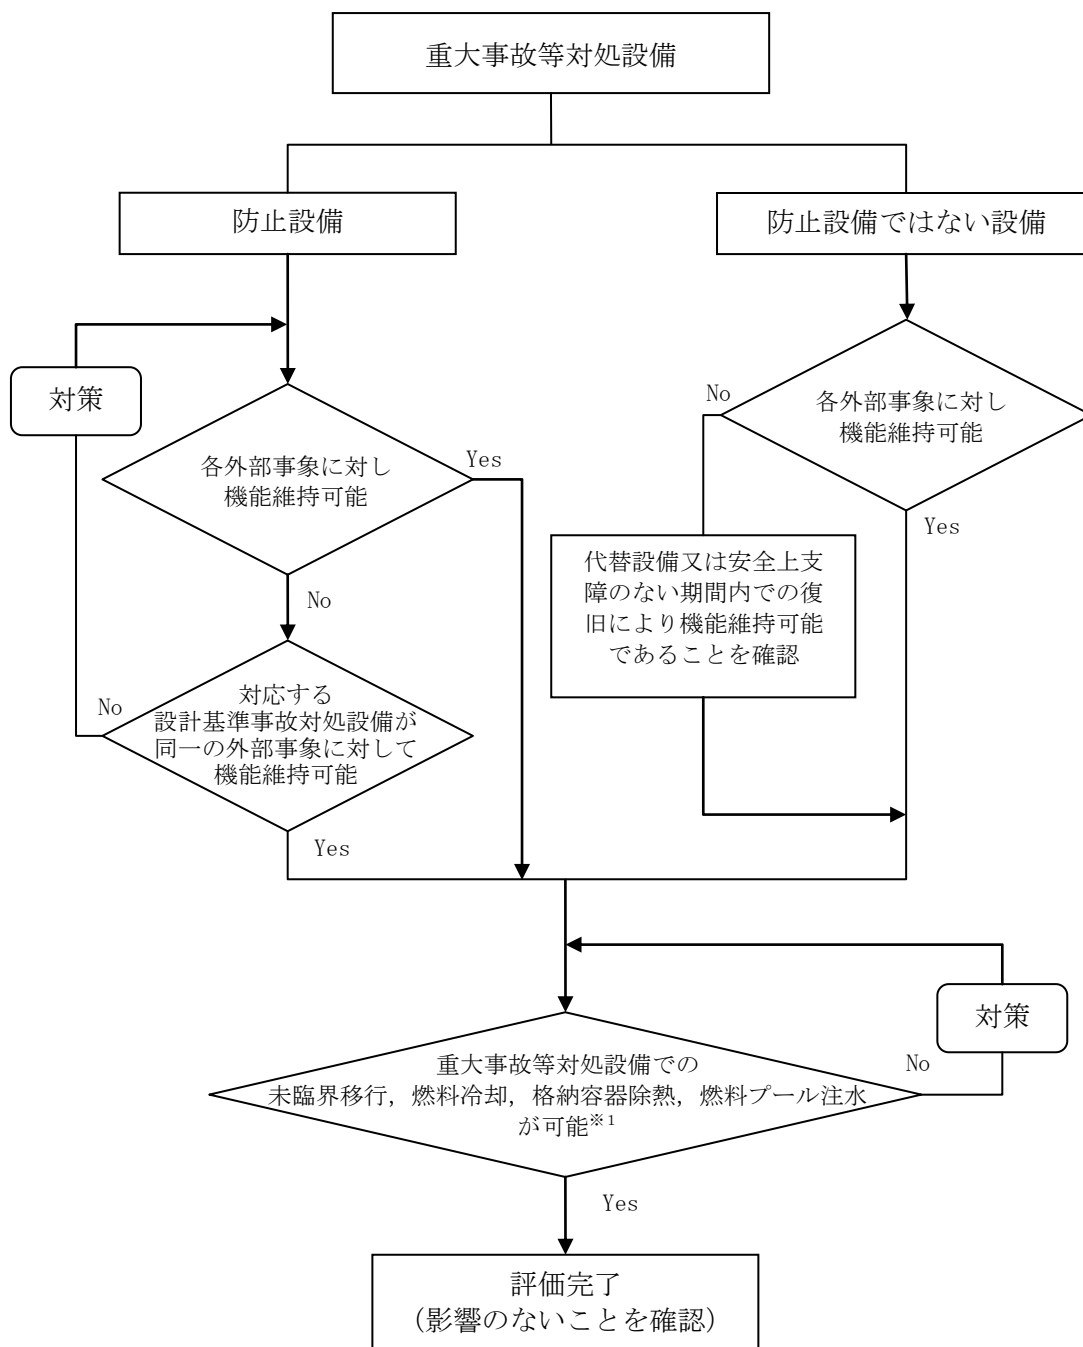 重大事故等対処設備
防止設備
防止設備ではない設備
対策
各外部事象に対し
機能維持可能
Yes
No
対応する
設計基準事故対処設備が
同一の外部事象に対して
機能維持可能
No
Yes
各外部事象に対し
機能維持可能
No
Yes
代替設備又は安全上支
障のない期間内での復
旧により機能維持可能
であることを確認
対策
重大事故等対処設備での
未臨界移行，燃料冷却，格納容器除熱，燃料プール注水
が可能※1
No
Yes
評価完了
（影響のないことを確認）